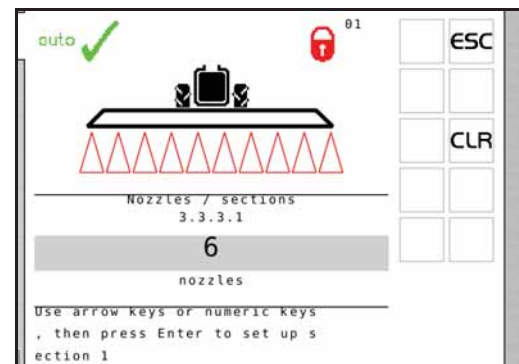 auto
01
ESC
CLR
Nozzles / sections
3.3.3.1
6
nozzles
Use arrow keys or numeric keys
, then press Enter to set up s
ection 1